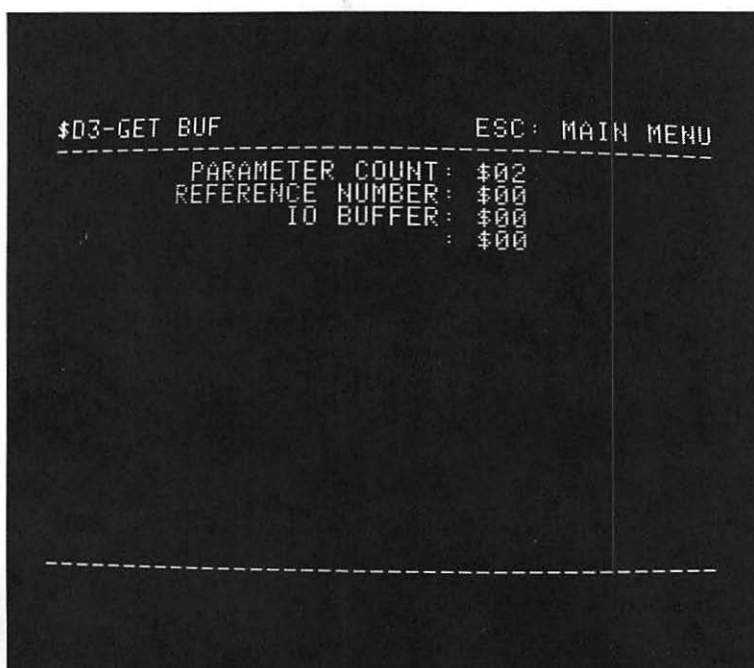 $D3-GET BUF ESC: MAIN MENU
PARAMETER COUNT: $02
REFERENCE NUMBER: $00
IO BUFFER: $00
: $00